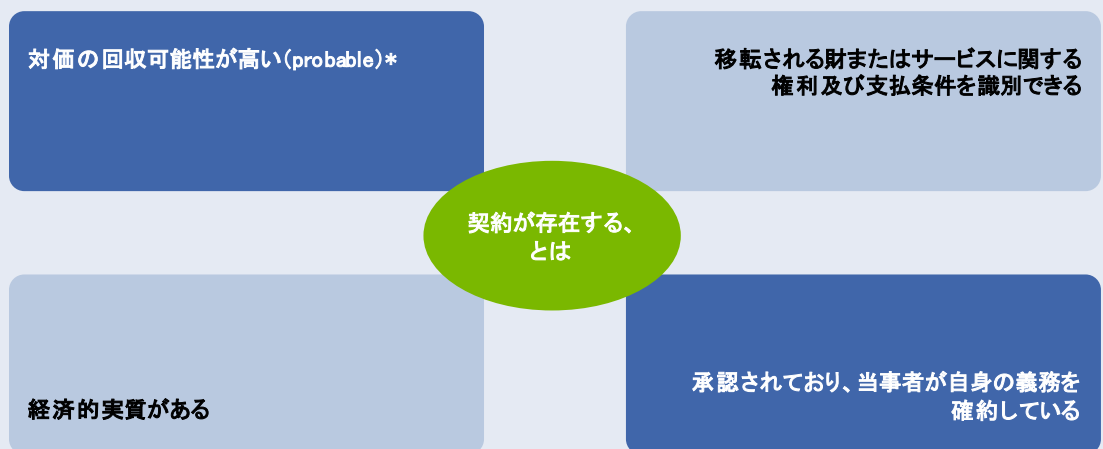 対価の回収可能性が高い(probable)*
移転される財またはサービスに関する
権利及び支払条件を識別できる
契約が存在する、
とは
経済的実質がある
承認されており、当事者が自身の義務を
確約している